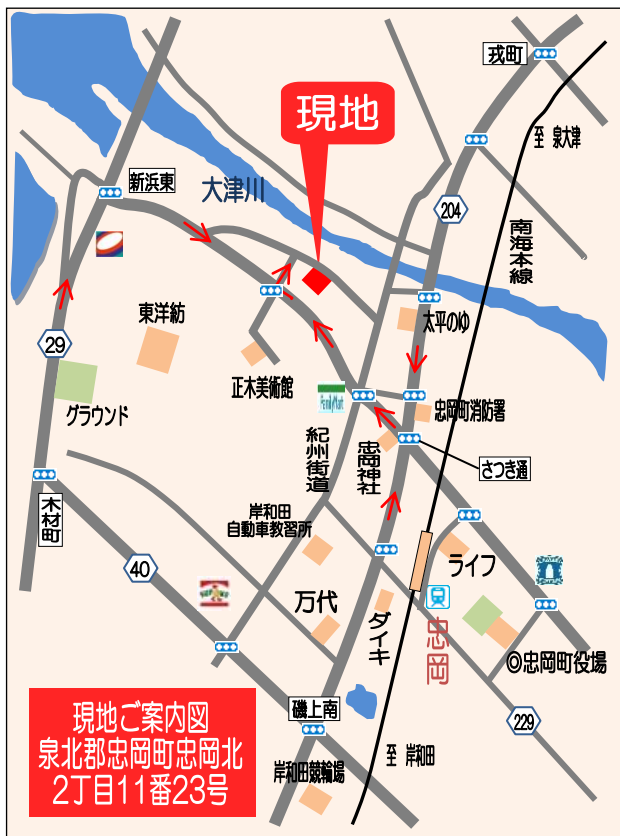 戎町
現地
至 泉大津
新浜東
大津川
204
南海本線
東洋紡
太平のゆ
29
正木美術館
グラウンド
FamilyMart
忠岡町消防署
紀州街道
忠岡神社
さつき通
木材町
岸和田
自動車教習所
40
ライフ
万代
ダイキ
忠岡
◎忠岡町役場
磯上南
229
現地ご案内図
泉北郡忠岡町忠岡北
2丁目11番23号
至 岸和田
岸和田競輪場